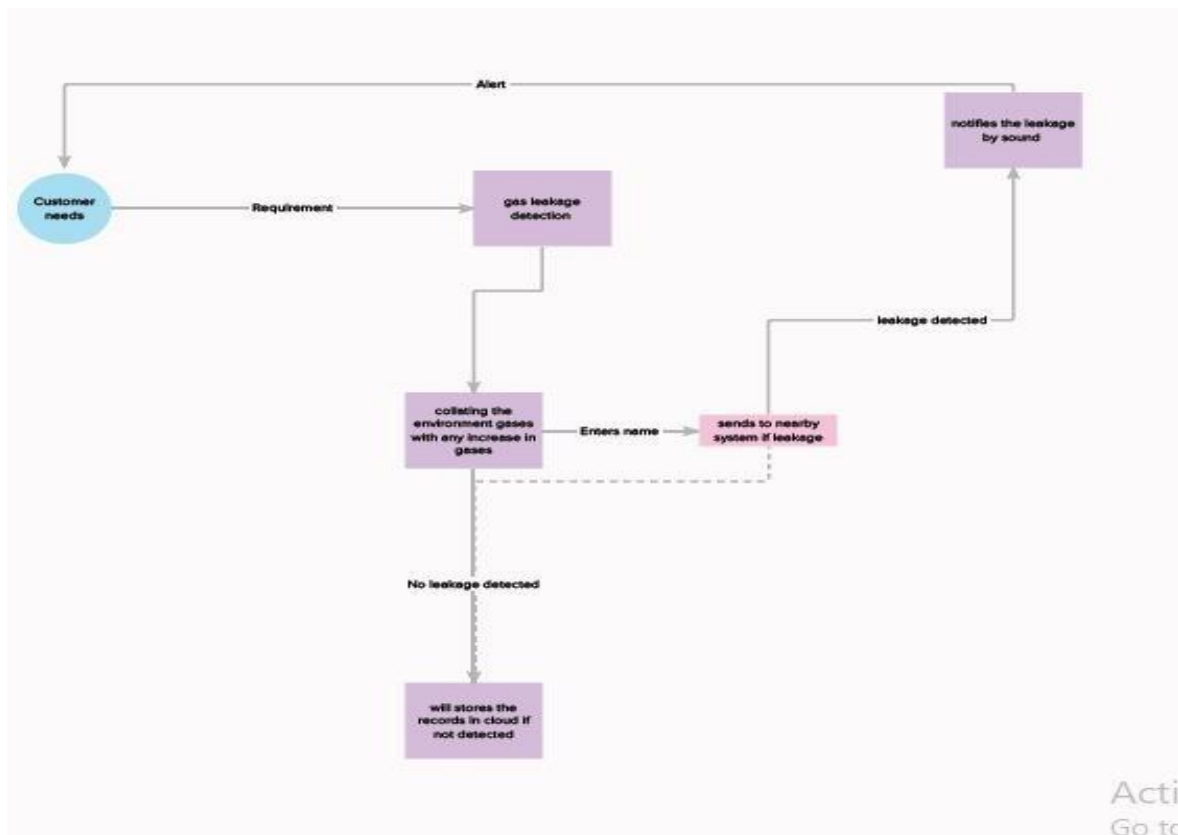 Alert
notifies the leakage
by sound
Customer
needs
Requirement
gas leakage
detection
leakage detected
collsting the
environment gases
with any increase in
gases
Enters name
sends to nearby
system if leakage
No leakage detected
will stores the
records in cloud if
not detected
Acti
Go to